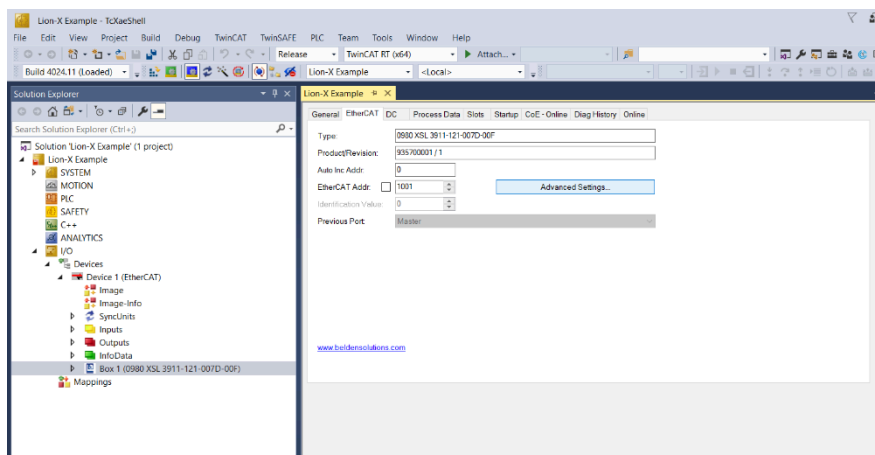 Lion-X Example - TcXaeShell
File Edit View Project Build Debug TwinCAT TwinSAFE PLC Team Tools Window Help
Release TwinCAT RT (x64) Attach...
Build 4024.11 (Loaded) Lion-X Example <Local>
Solution Explorer
Search Solution Explorer (Ctrl+;)
Solution 'Lion-X Example' (1 project)
Lion-X Example
SYSTEM
MOTION
PLC
SAFETY
C++
ANALYTICS
I/O
Devices
Device 1 (EtherCAT)
Image
Image-Info
SyncUnits
Inputs
Outputs
InfoData
Box 1 (0980 XSL 3911-121-007D-00F)
Mappings
Lion-X Example
General EtherCAT DC Process Data Slots Startup CoE - Online Diag History Online
Type: 0980 XSL 3911-121-007D-00F
Product/Revision: 935700001 / 1
Auto Inc Addr: 0
EtherCAT Addr: 1001 Advanced Settings...
Identification Value: 0
Previous Port: Master
www.beldensolutions.com